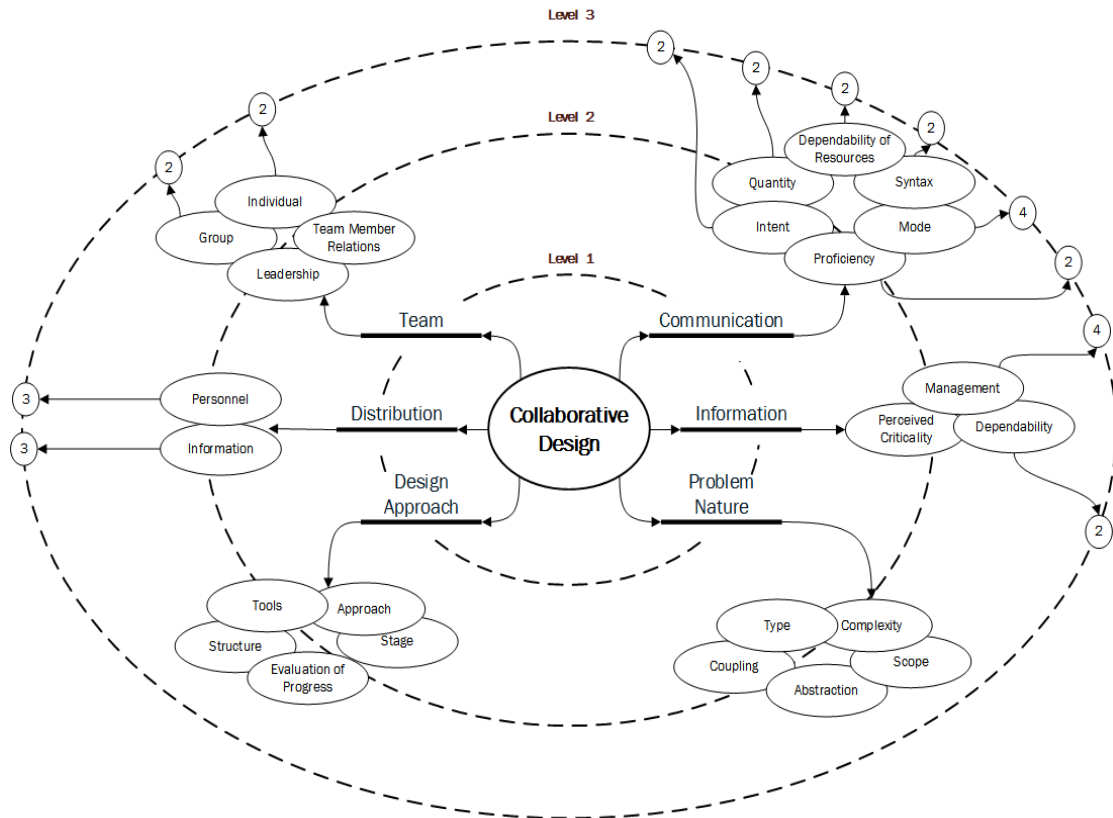 Level 3
2
2
2
2
2
Level 2
2
2
4
2
4
2
3
3
Dependability of
Resources
Quantity
Syntax
Intent
Mode
Proficiency
Individual
Group
Team Member
Relations
Leadership
Level 1
Team
Communication
Collaborative
Design
Distribution
Information
Design
Approach
Problem
Nature
Personnel
Information
Management
Perceived
Criticality
Dependability
Tools
Approach
Structure
Stage
Evaluation of
Progress
Type
Complexity
Coupling
Scope
Abstraction